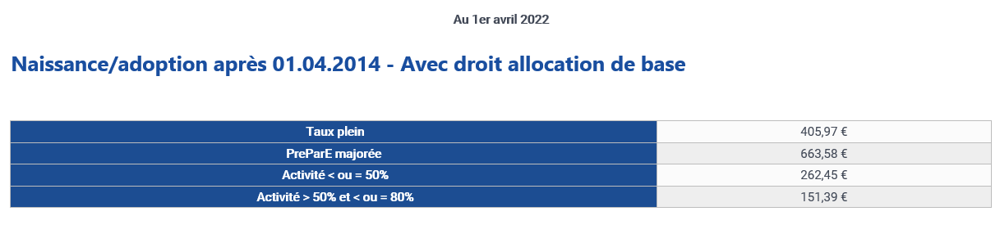 Au 1er avril 2022
Naissance/adoption après 01.04.2014 - Avec droit allocation de base
Taux plein 405,97 €
PreParE majorée 663,58 €
Activité < ou = 50% 262,45 €
Activité > 50% et < ou = 80% 151,39 €